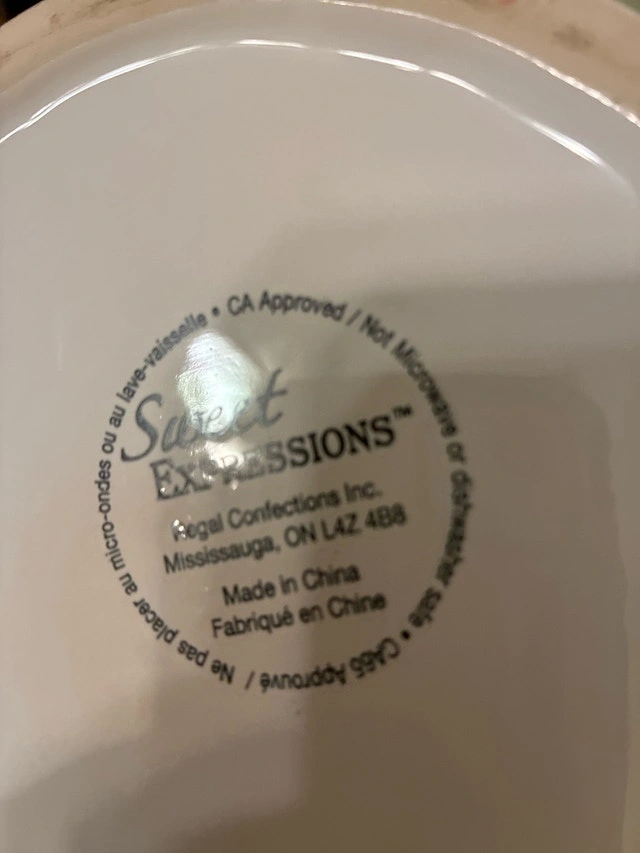 Sweet
EXPRESSIONS™
Regal Confections Inc.
Mississauga, ON L4Z 4B8
Made in China
Fabriqué en Chine
• CA Approved / Not Microwave or dishwasher safe • CA65 Approuvé / Ne pas placer au micro-ondes ou au lave-vaisselle